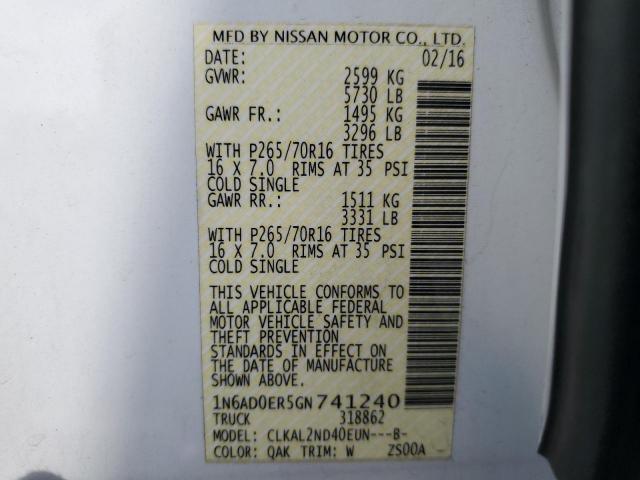 MFD BY NISSAN MOTOR CO., LTD.
DATE: 02/16
GVWR: 2599 KG
5730 LB
GAWR FR.: 1495 KG
3296 LB
WITH P265/70R16 TIRES
16 X 7.0 RIMS AT 35 PSI
COLD SINGLE
GAWR RR.: 1511 KG
3331 LB
WITH P265/70R16 TIRES
16 X 7.0 RIMS AT 35 PSI
COLD SINGLE
THIS VEHICLE CONFORMS TO
ALL APPLICABLE FEDERAL
MOTOR VEHICLE SAFETY AND
THEFT PREVENTION
STANDARDS IN EFFECT ON
THE DATE OF MANUFACTURE
SHOWN ABOVE.
1N6AD0ER5GN741240
TRUCK 318862
MODEL: CLKAL2ND40EUN---B-
COLOR: QAK TRIM: W ZS00A -